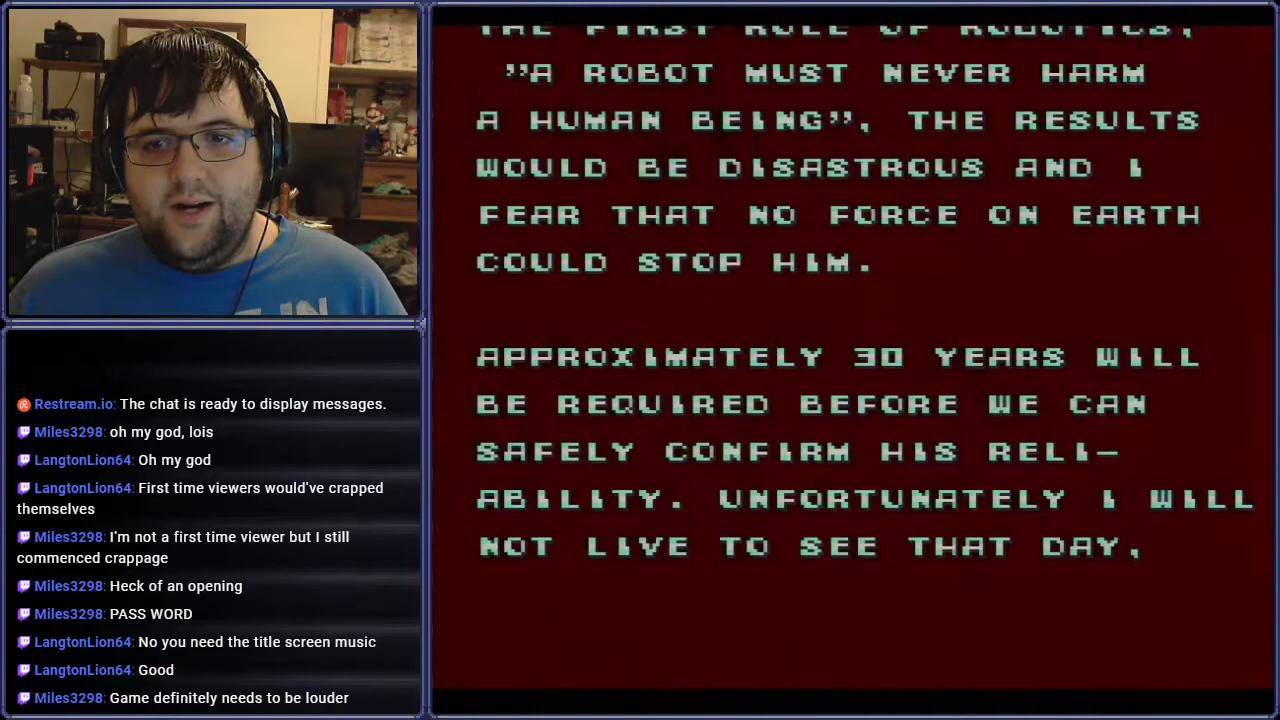 THE FIRST RULE OF ROBOTICS,
"A ROBOT MUST NEVER HARM
A HUMAN BEING", THE RESULTS
WOULD BE DISASTROUS AND I
FEAR THAT NO FORCE ON EARTH
COULD STOP HIM.
APPROXIMATELY 30 YEARS WILL
BE REQUIRED BEFORE WE CAN
SAFELY CONFIRM HIS RELI-
ABILITY. UNFORTUNATELY I WILL
NOT LIVE TO SEE THAT DAY,
Restream.io: The chat is ready to display messages.
Miles3298: oh my god, lois
LangtonLion64: Oh my god
LangtonLion64: First time viewers would've crapped
themselves
Miles3298: I'm not a first time viewer but I still
commenced crappage
Miles3298: Heck of an opening
Miles3298: PASS WORD
LangtonLion64: No you need the title screen music
LangtonLion64: Good
Miles3298: Game definitely needs to be louder